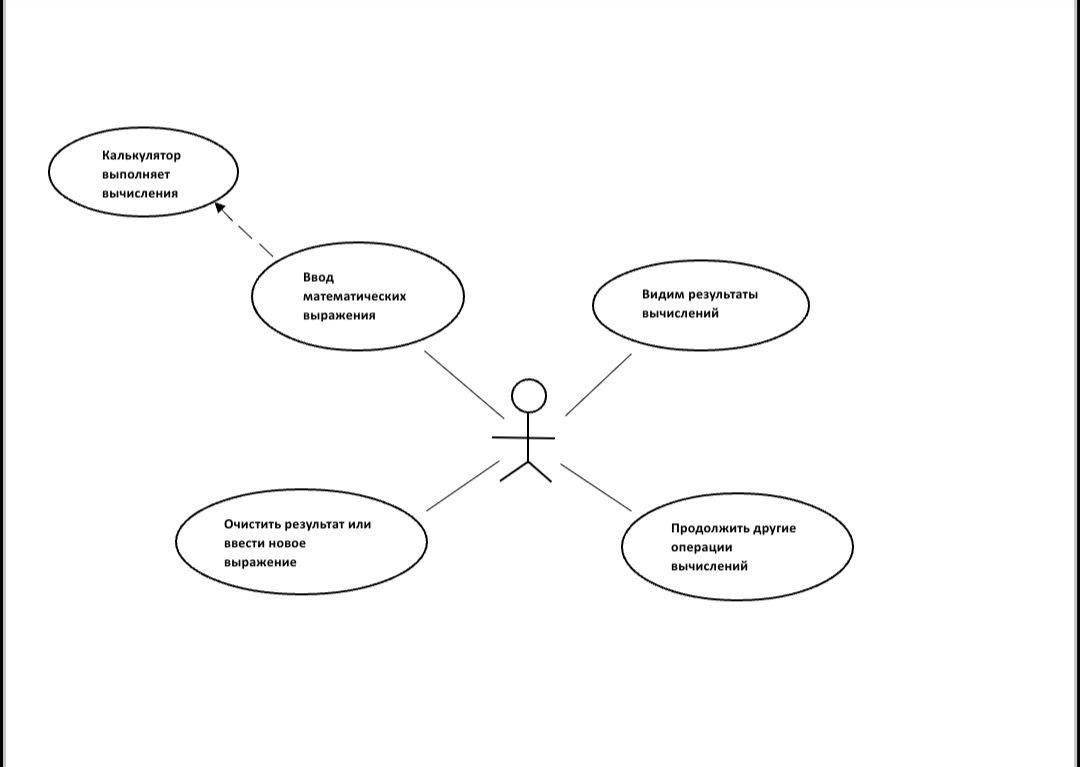 Калькулятор
выполняет
вычисления
Ввод
математических
выражения
Видим результаты
вычислений
Очистить результат или
ввести новое
выражение
Продолжить другие
операции
вычислений